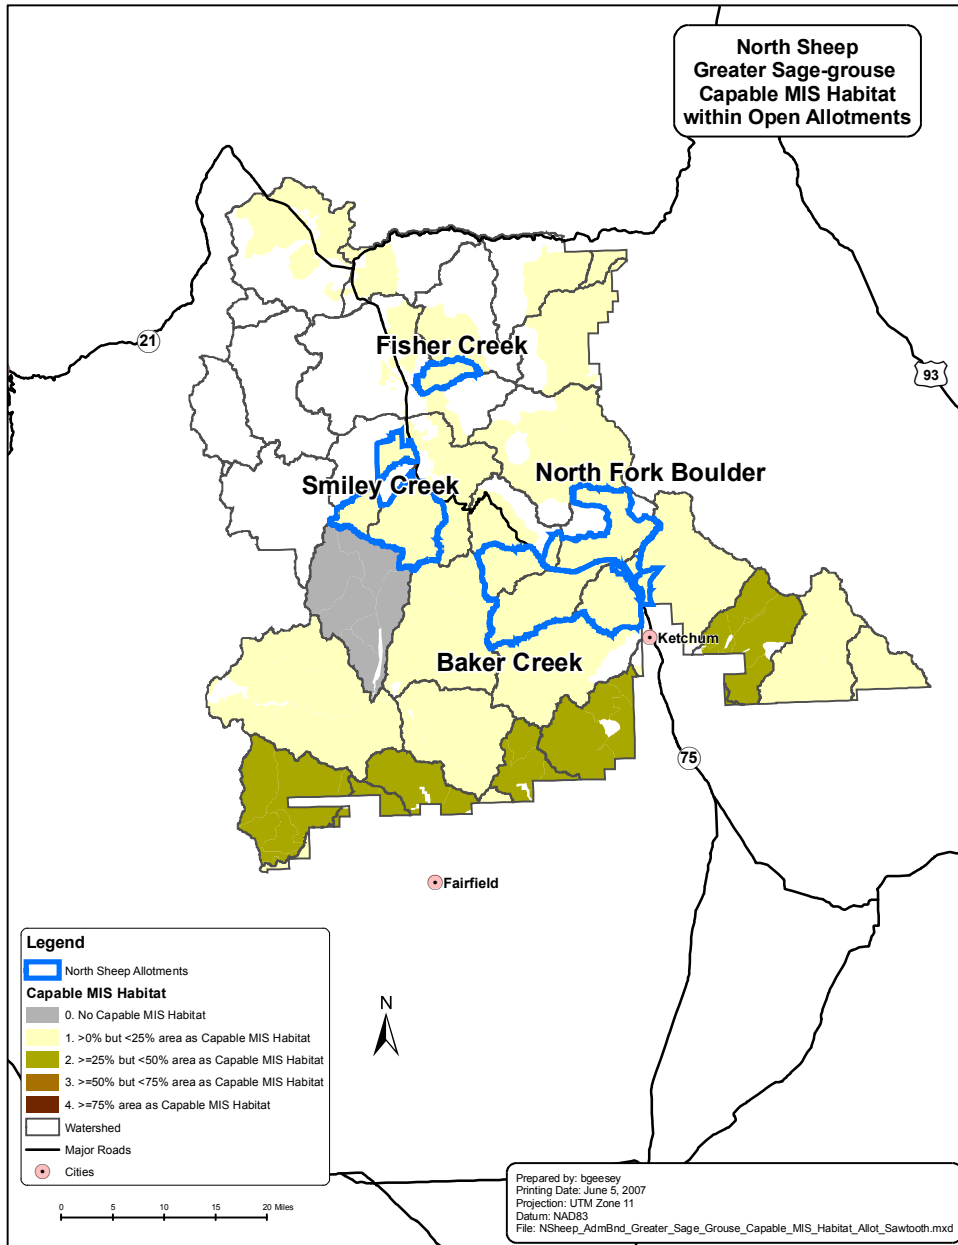 North Sheep
Greater Sage-grouse
Capable MIS Habitat
within Open Allotments
21
93
Fisher Creek
Smiley Creek
North Fork Boulder
Baker Creek
Ketchum
75
Fairfield
Legend
North Sheep Allotments
Capable MIS Habitat
0. No Capable MIS Habitat
1. >0% but <25% area as Capable MIS Habitat
2. >=25% but <50% area as Capable MIS Habitat
3. >=50% but <75% area as Capable MIS Habitat
4. >=75% area as Capable MIS Habitat
Watershed
Major Roads
Cities
N
0 5 10 15 20 Miles
Prepared by: bgeesey
Printing Date: June 5, 2007
Projection: UTM Zone 11
Datum: NAD83
File: NSheep_AdmBnd_Greater_Sage_Grouse_Capable_MIS_Habitat_Allot_Sawtooth.mxd